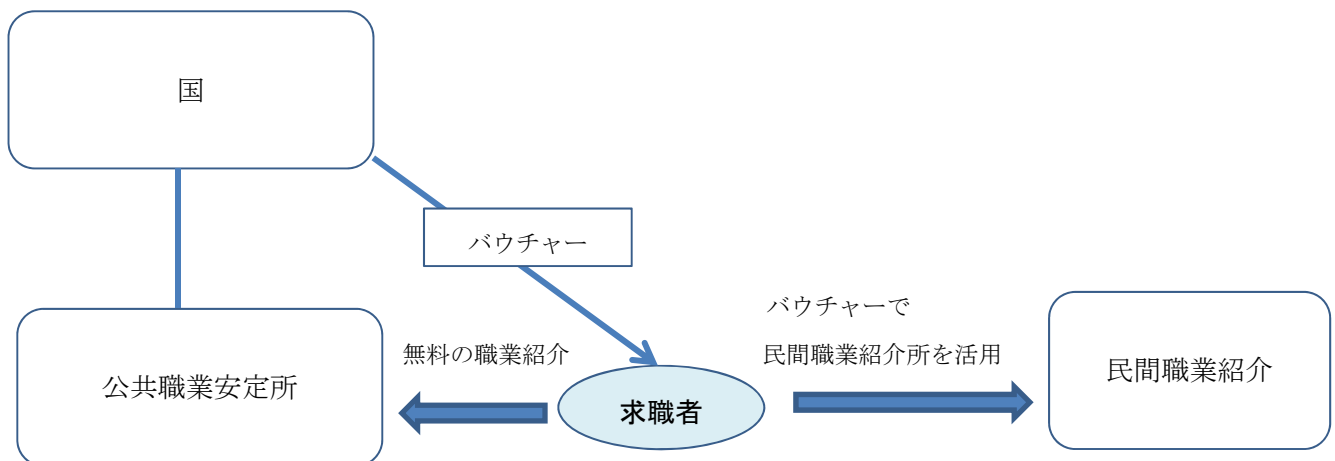 国
バウチャー
バウチャーで
民間職業紹介所を活用
無料の職業紹介
公共職業安定所
求職者
民間職業紹介